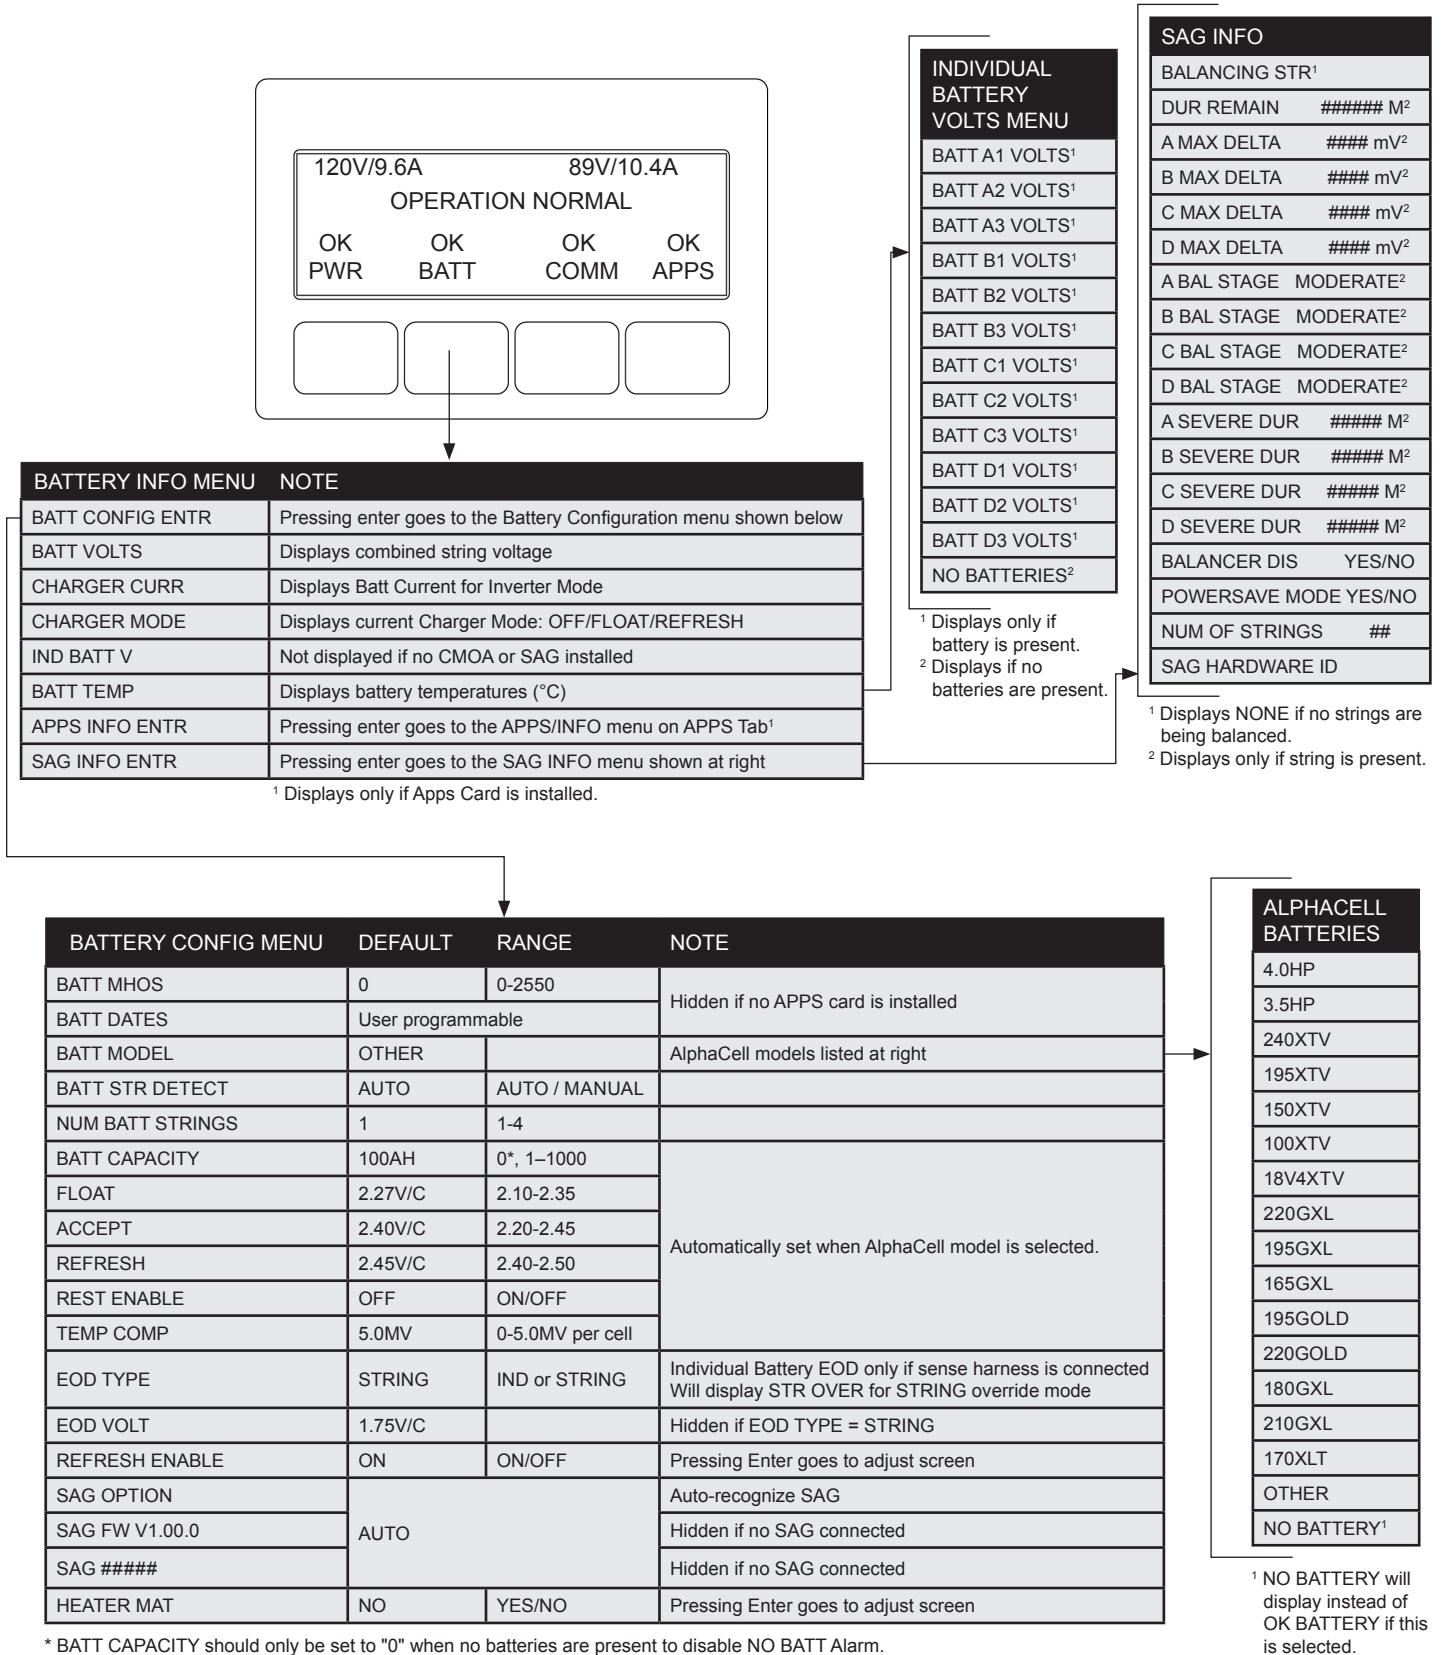 120V/9.6A 89V/10.4A
OPERATION NORMAL
OK OK OK OK
PWR BATT COMM APPS
BATTERY INFO MENU NOTE
BATT CONFIG ENTR Pressing enter goes to the Battery Configuration menu shown below
BATT VOLTS Displays combined string voltage
CHARGER CURR Displays Batt Current for Inverter Mode
CHARGER MODE Displays current Charger Mode: OFF/FLOAT/REFRESH
IND BATT V Not displayed if no CMOA or SAG installed
BATT TEMP Displays battery temperatures (°C)
APPS INFO ENTR Pressing enter goes to the APPS/INFO menu on APPS Tab¹
SAG INFO ENTR Pressing enter goes to the SAG INFO menu shown at right
¹ Displays only if Apps Card is installed.
INDIVIDUAL
BATTERY
VOLTS MENU
BATT A1 VOLTS¹
BATT A2 VOLTS¹
BATT A3 VOLTS¹
BATT B1 VOLTS¹
BATT B2 VOLTS¹
BATT B3 VOLTS¹
BATT C1 VOLTS¹
BATT C2 VOLTS¹
BATT C3 VOLTS¹
BATT D1 VOLTS¹
BATT D2 VOLTS¹
BATT D3 VOLTS¹
NO BATTERIES²
¹ Displays only if
battery is present.
² Displays if no
batteries are present.
SAG INFO
BALANCING STR¹
DUR REMAIN ###### M²
A MAX DELTA #### mV²
B MAX DELTA #### mV²
C MAX DELTA #### mV²
D MAX DELTA #### mV²
A BAL STAGE MODERATE²
B BAL STAGE MODERATE²
C BAL STAGE MODERATE²
D BAL STAGE MODERATE²
A SEVERE DUR ##### M²
B SEVERE DUR ##### M²
C SEVERE DUR ##### M²
D SEVERE DUR ##### M²
BALANCER DIS YES/NO
POWERSAVE MODE YES/NO
NUM OF STRINGS ##
SAG HARDWARE ID
¹ Displays NONE if no strings are
being balanced.
² Displays only if string is present.
BATTERY CONFIG MENU DEFAULT RANGE NOTE
BATT MHOS 0 0-2550
Hidden if no APPS card is installed
BATT DATES User programmable
BATT MODEL OTHER AlphaCell models listed at right
BATT STR DETECT AUTO AUTO / MANUAL
NUM BATT STRINGS 1 1-4
BATT CAPACITY 100AH 0*, 1–1000
FLOAT 2.27V/C 2.10-2.35
ACCEPT 2.40V/C 2.20-2.45
Automatically set when AlphaCell model is selected.
REFRESH 2.45V/C 2.40-2.50
REST ENABLE OFF ON/OFF
TEMP COMP 5.0MV 0-5.0MV per cell
EOD TYPE STRING IND or STRING Individual Battery EOD only if sense harness is connected
Will display STR OVER for STRING override mode
EOD VOLT 1.75V/C Hidden if EOD TYPE = STRING
REFRESH ENABLE ON ON/OFF Pressing Enter goes to adjust screen
SAG OPTION Auto-recognize SAG
SAG FW V1.00.0 AUTO Hidden if no SAG connected
SAG ##### Hidden if no SAG connected
HEATER MAT NO YES/NO Pressing Enter goes to adjust screen
* BATT CAPACITY should only be set to "0" when no batteries are present to disable NO BATT Alarm.
ALPHACELL
BATTERIES
4.0HP
3.5HP
240XTV
195XTV
150XTV
100XTV
18V4XTV
220GXL
195GXL
165GXL
195GOLD
220GOLD
180GXL
210GXL
170XLT
OTHER
NO BATTERY¹
¹ NO BATTERY will
display instead of
OK BATTERY if this
is selected.